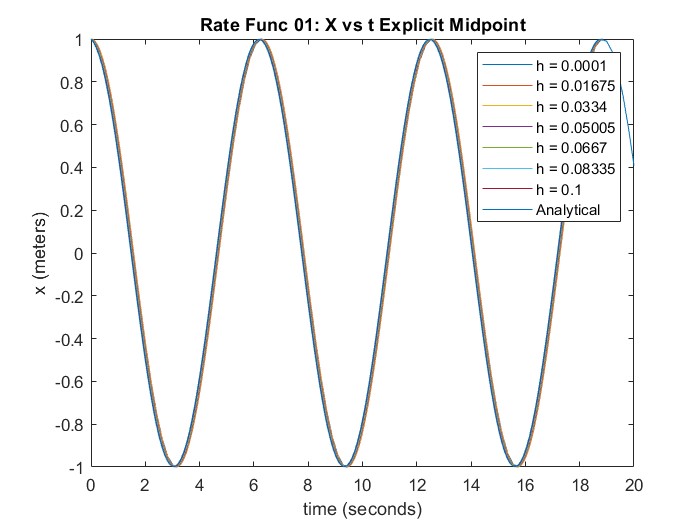 Rate Func 01: X vs t Explicit Midpoint
1
0.8
0.6
0.4
0.2
0
-0.2
-0.4
-0.6
-0.8
-1
x (meters)
h = 0.0001
h = 0.01675
h = 0.0334
h = 0.05005
h = 0.0667
h = 0.08335
h = 0.1
Analytical
0 2 4 6 8 10 12 14 16 18 20
time (seconds)